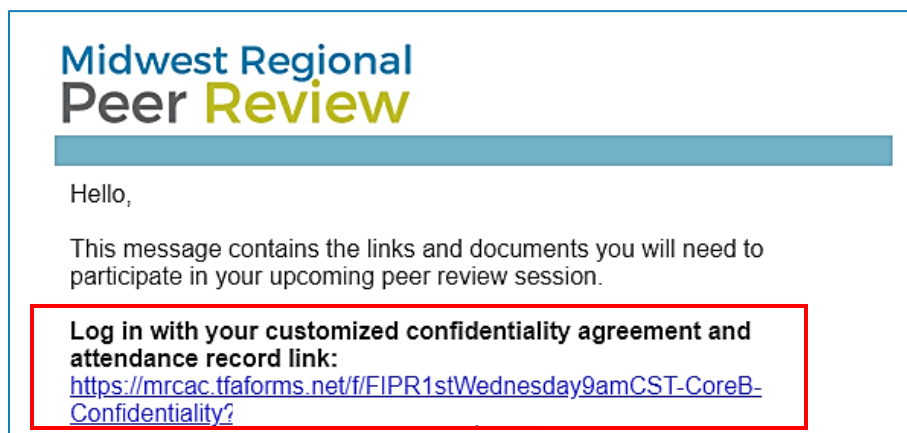 Midwest Regional
Peer Review
Hello,
This message contains the links and documents you will need to
participate in your upcoming peer review session.
Log in with your customized confidentiality agreement and
attendance record link:
https://mrcac.tfaforms.net/f/FIPR1stWednesday9amCST-CoreB-
Confidentiality?